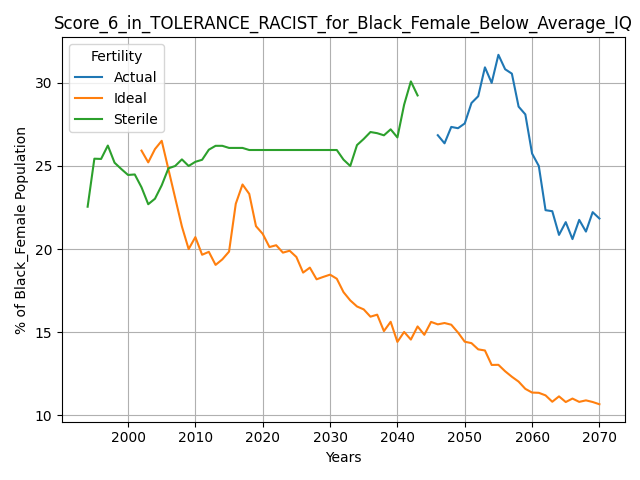 Score_6_in_TOLERANCE_RACIST_for_Black_Female_Below_Average_IQ
Fertility
Actual
Ideal
Sterile
% of Black_Female Population
30
25
20
15
10
2000 2010 2020 2030 2040 2050 2060 2070
Years